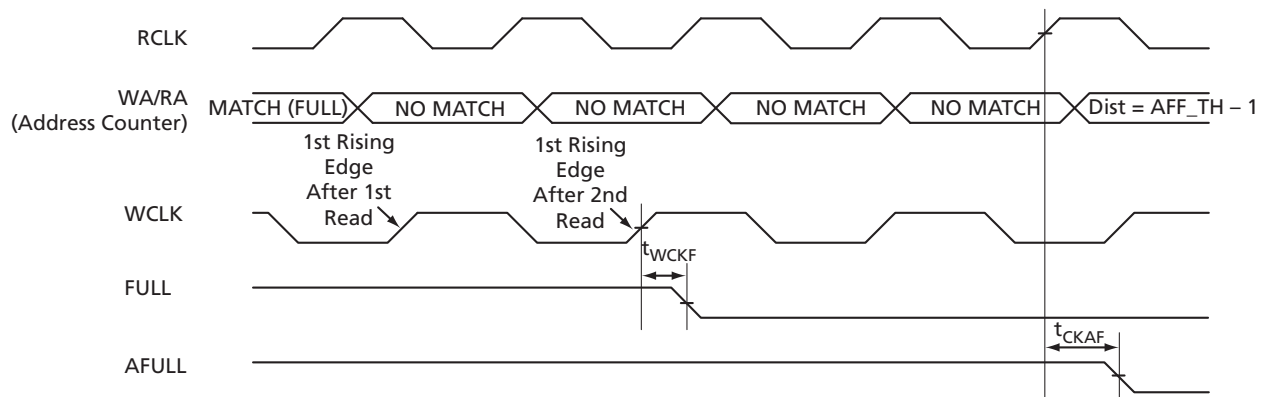 RCLK
WA/RA
(Address Counter)
MATCH (FULL)
NO MATCH
NO MATCH
NO MATCH
NO MATCH
Dist = AFF_TH – 1
1st Rising
Edge
After 1st
Read
1st Rising
Edge
After 2nd
Read
WCLK
tWCKF
FULL
tCKAF
AFULL